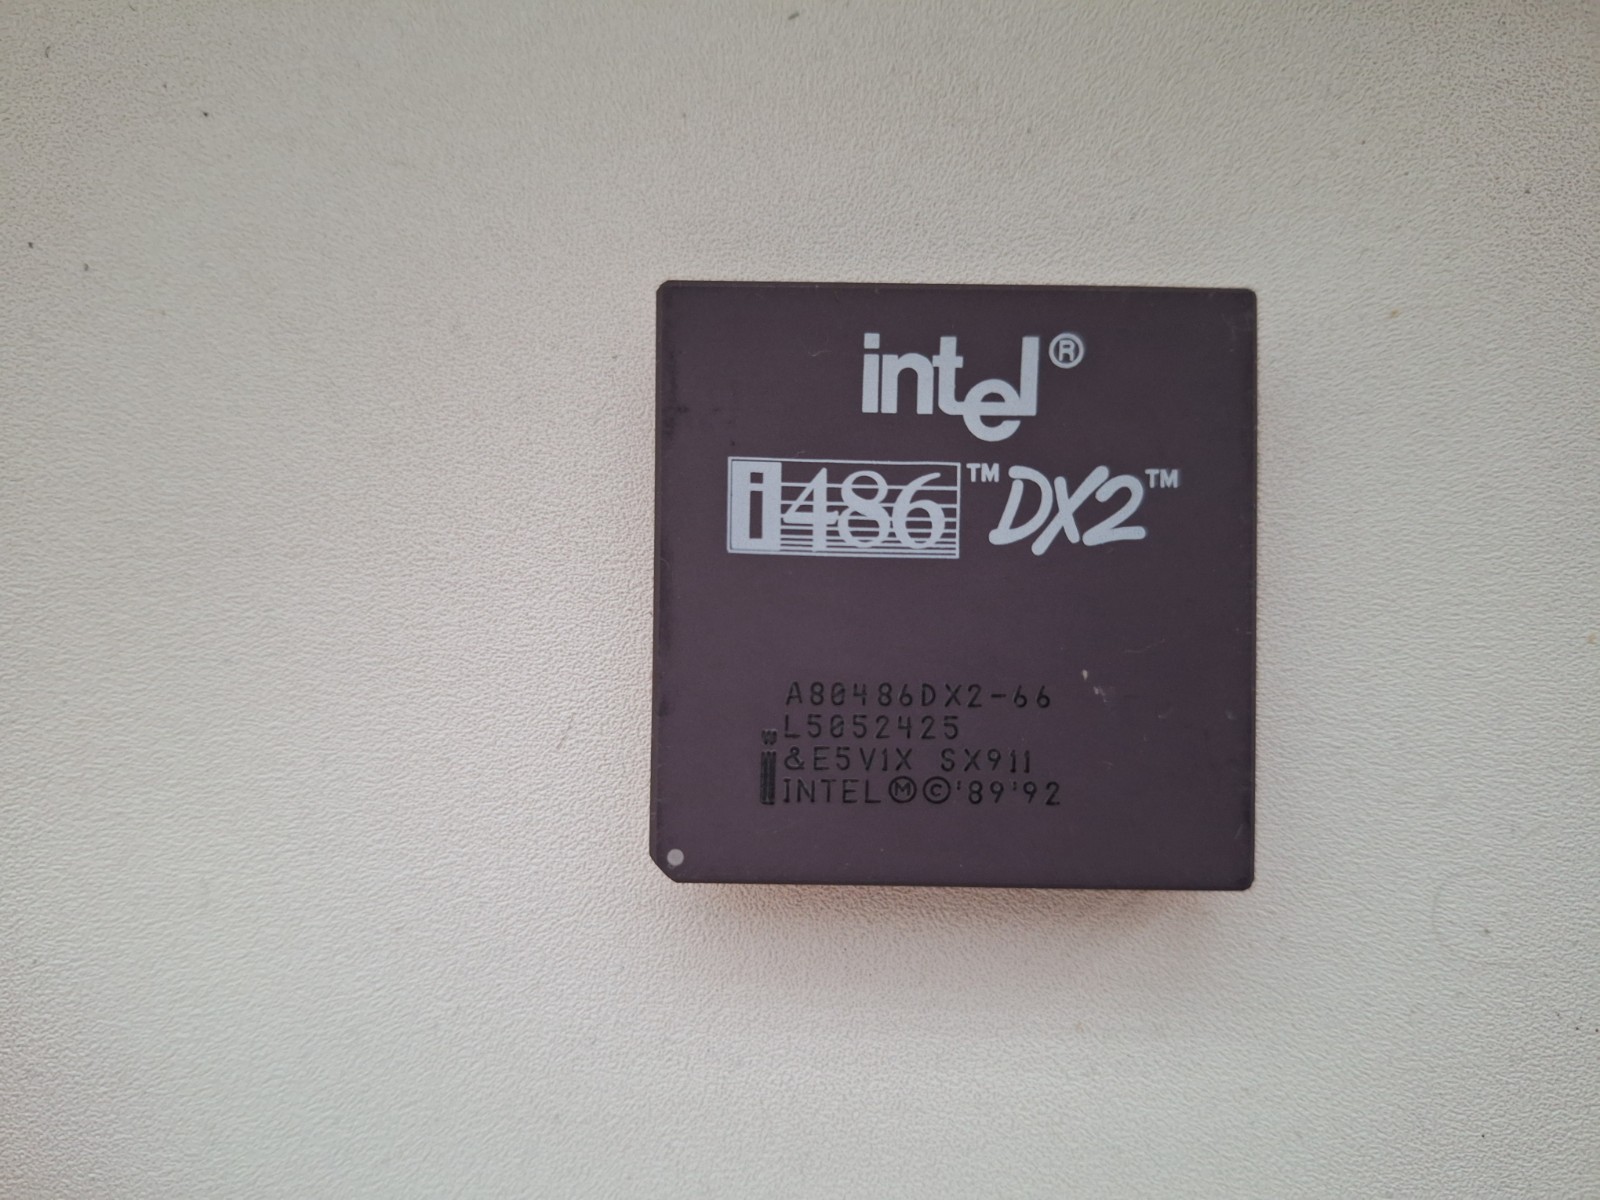 intel®
i486™ DX2™
A80486DX2-66
L5052425
&E5V1X SX911
INTEL Ⓜ©'89'92